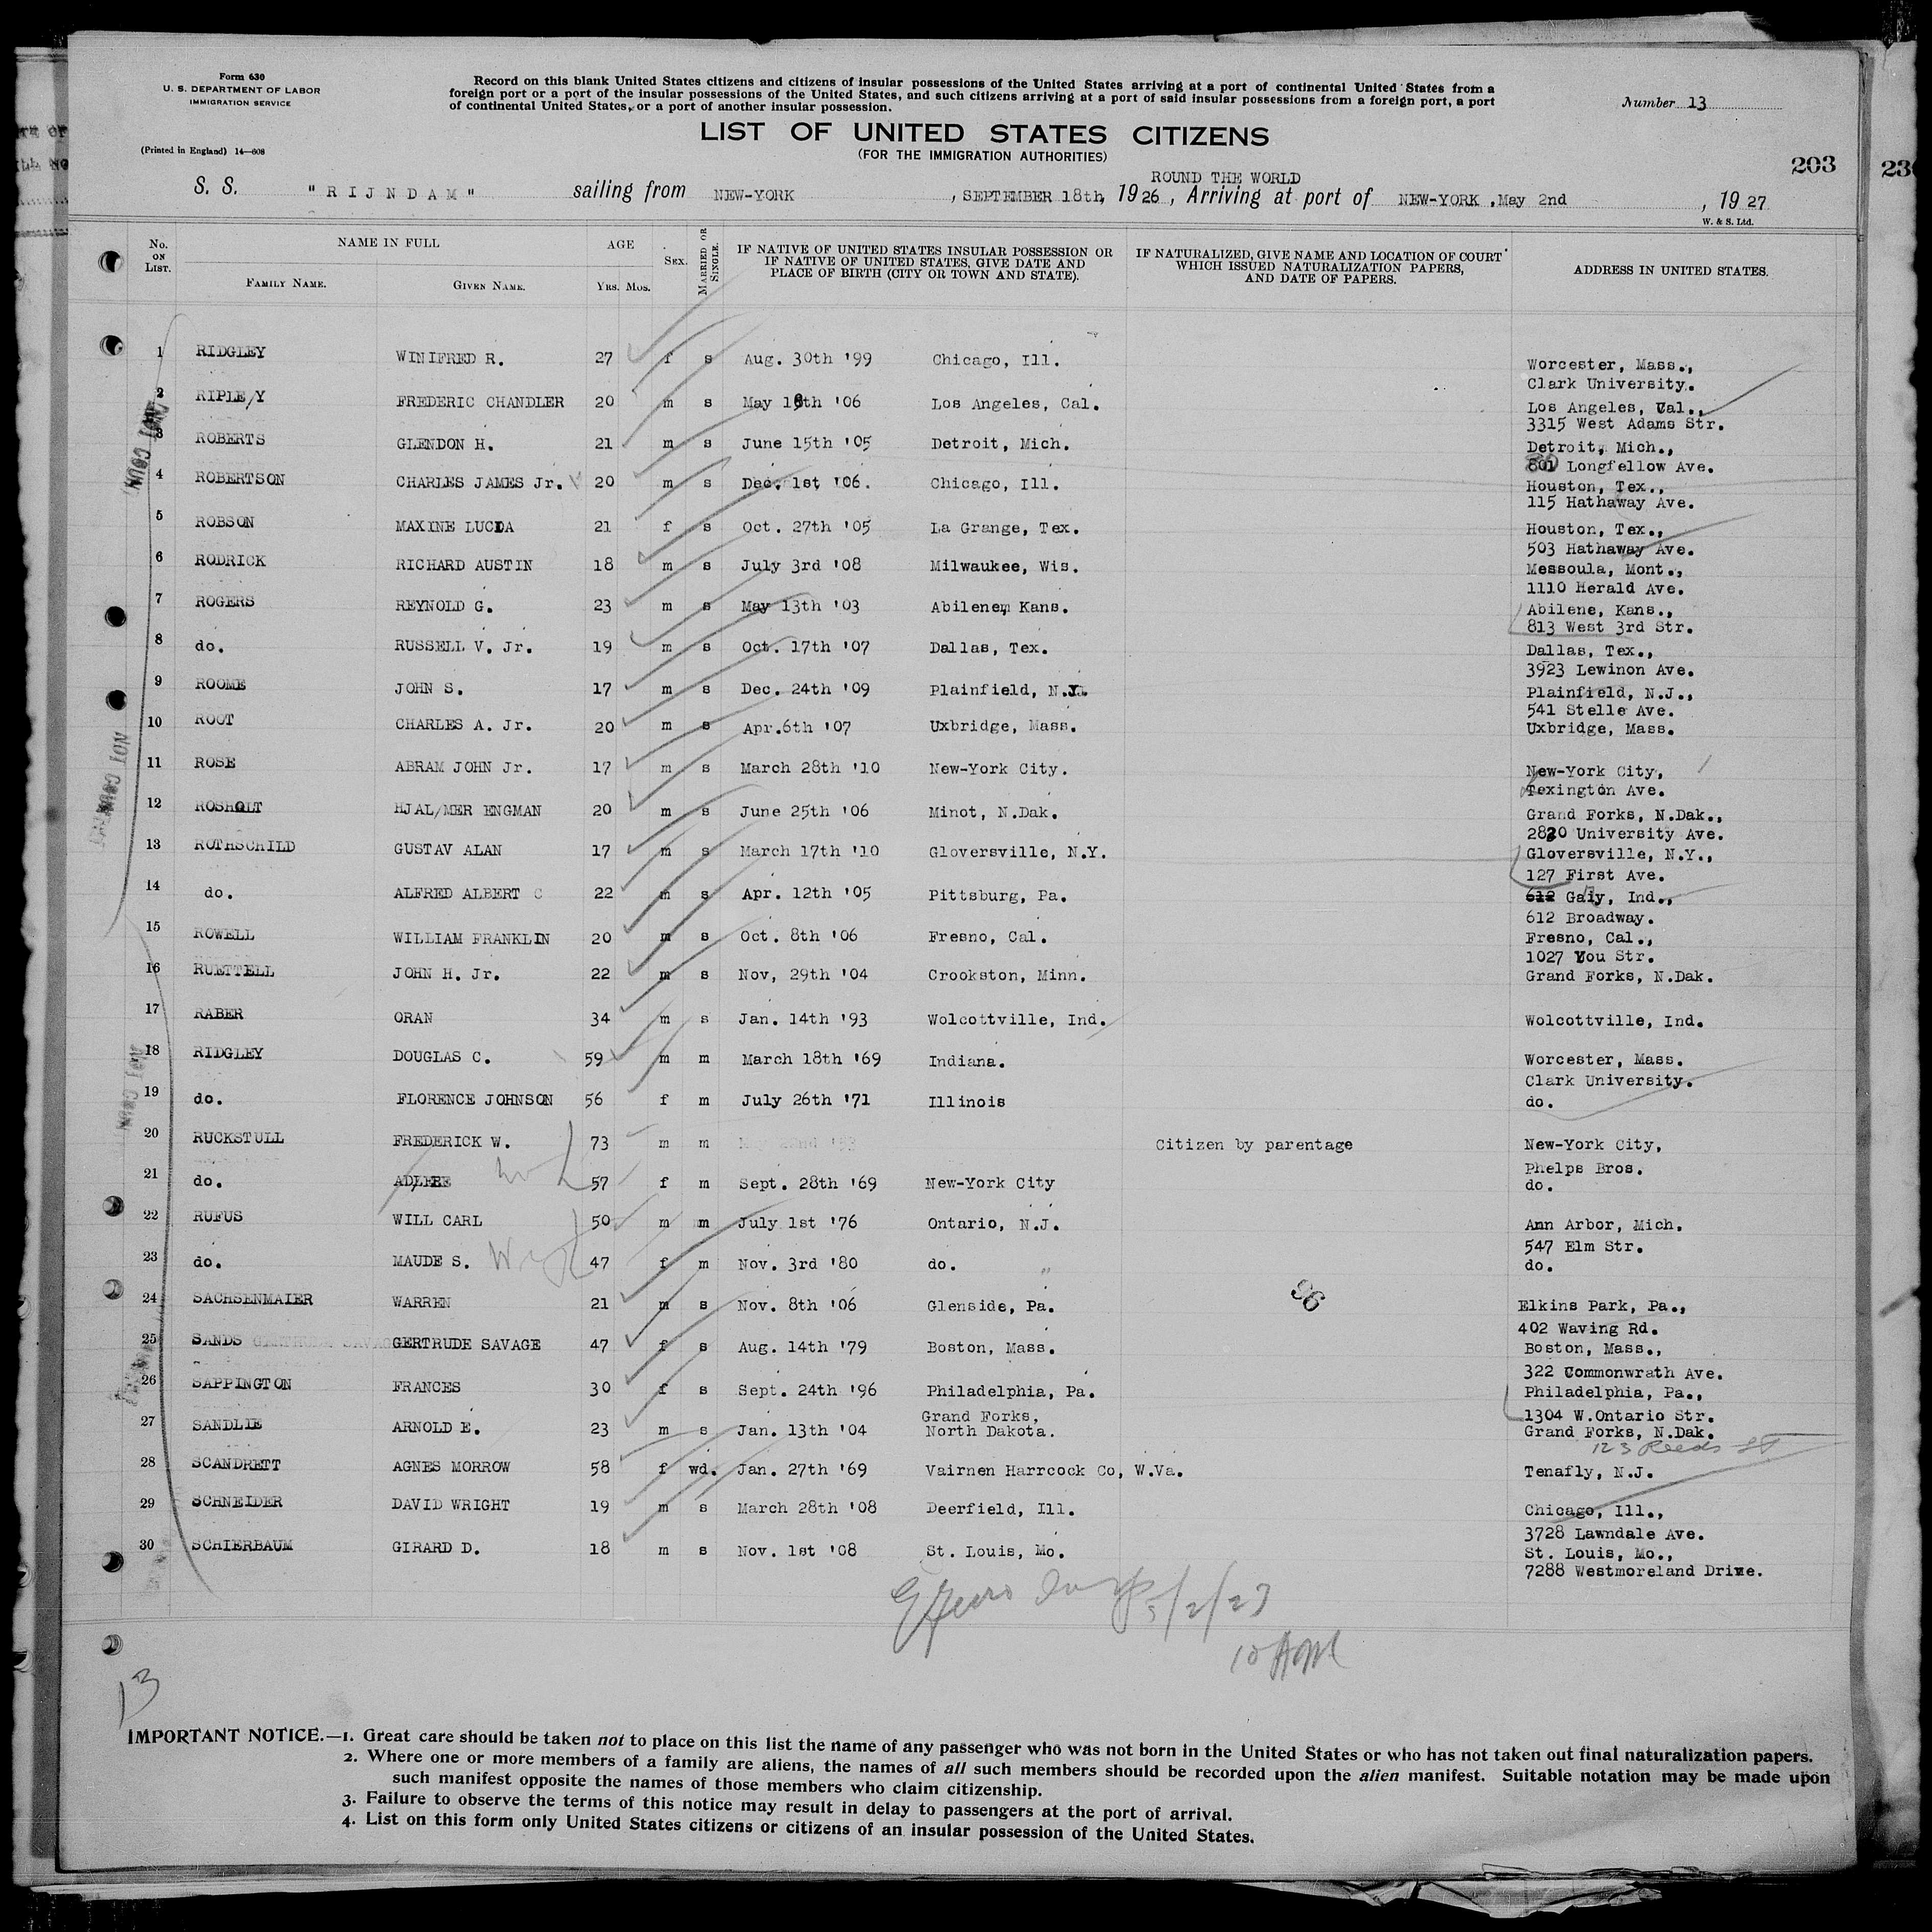 Form 630
U. S. DEPARTMENT OF LABOR
IMMIGRATION SERVICE
(Printed in England) 14—608
Record on this blank United States citizens and citizens of insular possessions of the United States arriving at a port of continental United States from a
foreign port or a port of the insular possessions of the United States, and such citizens arriving at a port of said insular possessions from a foreign port, a port
of continental United States, or a port of another insular possession.
Number 13
LIST OF UNITED STATES CITIZENS
(FOR THE IMMIGRATION AUTHORITIES)
203
ROUND THE WORLD
S. S. "RIJNDAM" sailing from NEW-YORK , SEPTEMBER 18th, 1926, Arriving at port of NEW-YORK ,May 2nd , 1927
W. & S. Ltd.
No. ON LIST. NAME IN FULL AGE SEX. MARRIED OR SINGLE. IF NATIVE OF UNITED STATES INSULAR POSSESSION OR IF NATIVE OF UNITED STATES, GIVE DATE AND PLACE OF BIRTH (CITY OR TOWN AND STATE). IF NATURALIZED, GIVE NAME AND LOCATION OF COURT WHICH ISSUED NATURALIZATION PAPERS, AND DATE OF PAPERS. ADDRESS IN UNITED STATES.
FAMILY NAME. GIVEN NAME. YRS. MOS.
1 RIDGLEY WINIFRED R. 27 f s Aug. 30th '99 Chicago, Ill. Worcester, Mass.,
Clark University.
2 RIPLE/Y FREDERIC CHANDLER 20 m s May th '06 Los Angeles, Cal. Los Angeles, Cal.,
3315 West Adams Str.
3 ROBERTS GLENDON H. 21 m s June 15th '05 Detroit, Mich. Detroit, Mich.,
801 Longfellow Ave.
4 ROBERTSON CHARLES JAMES Jr. 20 m s Dec. 1st '06. Chicago, Ill. Houston, Tex.,
115 Hathaway Ave.
5 ROBSON MAXINE LUCIA 21 f s Oct. 27th '05 La Grange, Tex. Houston, Tex.,
503 Hathaway Ave.
6 RODRICK RICHARD AUSTIN 18 m s July 3rd '08 Milwaukee, Wis. Messoula, Mont.,
1110 Herald Ave.
7 ROGERS REYNOLD G. 23 m s May 13th '03 Abilene, Kans. Abilene, Kans.,
813 West 3rd Str.
8 do. RUSSELL V. Jr. 19 m s Oct. 17th '07 Dallas, Tex. Dallas, Tex.,
3923 Lewinon Ave.
9 ROOME JOHN S. 17 m s Dec. 24th '09 Plainfield, N.J. Plainfield, N.J.,
541 Stelle Ave.
10 ROOT CHARLES A. Jr. 20 m s Apr.6th '07 Uxbridge, Mass. Uxbridge, Mass.
11 ROSE ABRAM JOHN Jr. 17 m s March 28th '10 New-York City. New-York City,
Texington Ave.
12 ROSHOLT HJAL/MER ENGMAN 20 m s June 25th '06 Minot, N.Dak. Grand Forks, N.Dak.,
2820 University Ave.
13 ROTHSCHILD GUSTAV ALAN 17 m s March 17th '10 Gloversville, N.Y. Gloversville, N.Y.,
127 First Ave.
14 do. ALFRED ALBERT C 22 m s Apr. 12th '05 Pittsburg, Pa. 612 Gary, Ind.,
612 Broadway.
15 ROWELL WILLIAM FRANKLIN 20 m s Oct. 8th '06 Fresno, Cal. Fresno, Cal.,
1027 You Str.
16 RUETTELL JOHN H. Jr. 22 m s Nov, 29th '04 Crookston, Minn. Grand Forks, N.Dak.
17 RABER ORAN 34 m s Jan. 14th '93 Wolcottville, Ind. Wolcottville, Ind.
18 RIDGLEY DOUGLAS C. 59 m m March 18th '69 Indiana. Worcester, Mass.
Clark University.
19 do. FLORENCE JOHNSON 56 f m July 26th '71 Illinois do.
20 RUCKSTULL FREDERICK W. 73 m m Citizen by parentage New-York City,
Phelps Bros.
21 do. 57 f m Sept. 28th '69 New-York City do.
22 RUFUS WILL CARL 50 m m July 1st '76 Ontario, N.J. Ann Arbor, Mich.
547 Elm Str.
23 do. MAUDE S. 47 f m Nov. 3rd '80 do. " do.
24 SACHSENMAIER WARREN 21 m s Nov. 8th '06 Glenside, Pa. Elkins Park, Pa.,
96
402 Waving Rd.
25 SANDS GERTRUDE SAVAGE 47 f s Aug. 14th '79 Boston, Mass. Boston, Mass.,
322 Commonwrath Ave.
26 SAPPINGTON FRANCES 30 f s Sept. 24th '96 Philadelphia, Pa. Philadelphia, Pa.,
1304 W.Ontario Str.
27 SANDLIE ARNOLD E. 23 m s Jan. 13th '04 Grand Forks, North Dakota. Grand Forks, N.Dak.
123 Reeds St
28 SCANDRETT AGNES MORROW 58 f wd. Jan. 27th '69 Vairnen Harrcock Co, W.Va. Tenafly, N.J.
29 SCHNEIDER DAVID WRIGHT 19 m s March 28th '08 Deerfield, Ill. Chicago, Ill.,
3728 Lawndale Ave.
30 SCHIERBAUM GIRARD D. 18 m s Nov. 1st '08 St. Louis, Mo. St. Louis, Mo.,
7288 Westmoreland Drive.
13
IMPORTANT NOTICE.—1. Great care should be taken not to place on this list the name of any passenger who was not born in the United States or who has not taken out final naturalization papers.
2. Where one or more members of a family are aliens, the names of all such members should be recorded upon the alien manifest. Suitable notation may be made upon
such manifest opposite the names of those members who claim citizenship.
3. Failure to observe the terms of this notice may result in delay to passengers at the port of arrival.
4. List on this form only United States citizens or citizens of an insular possession of the United States.